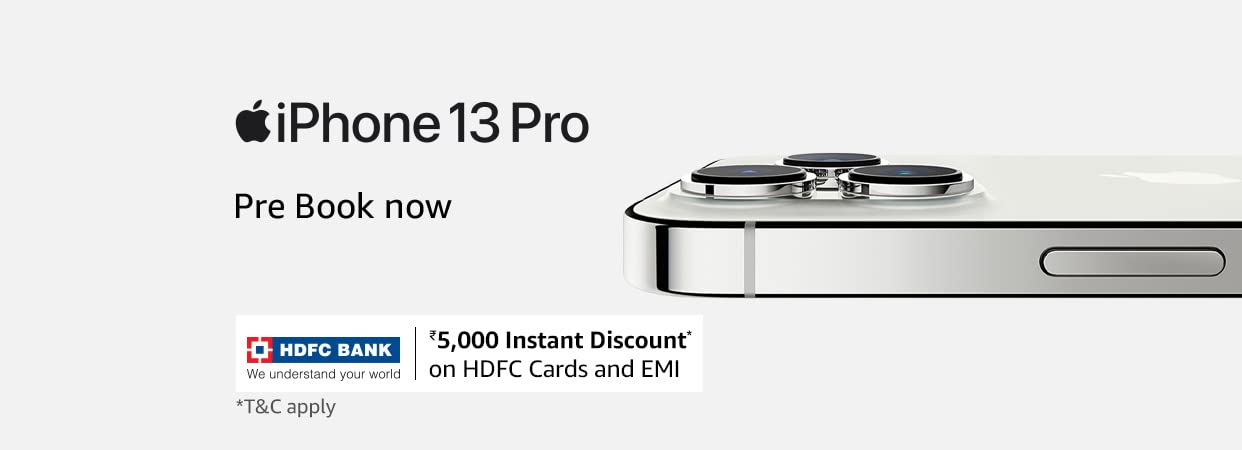 iPhone 13 Pro
Pre Book now
HDFC BANK
We understand your world
₹5,000 Instant Discount*
on HDFC Cards and EMI
*T&C apply